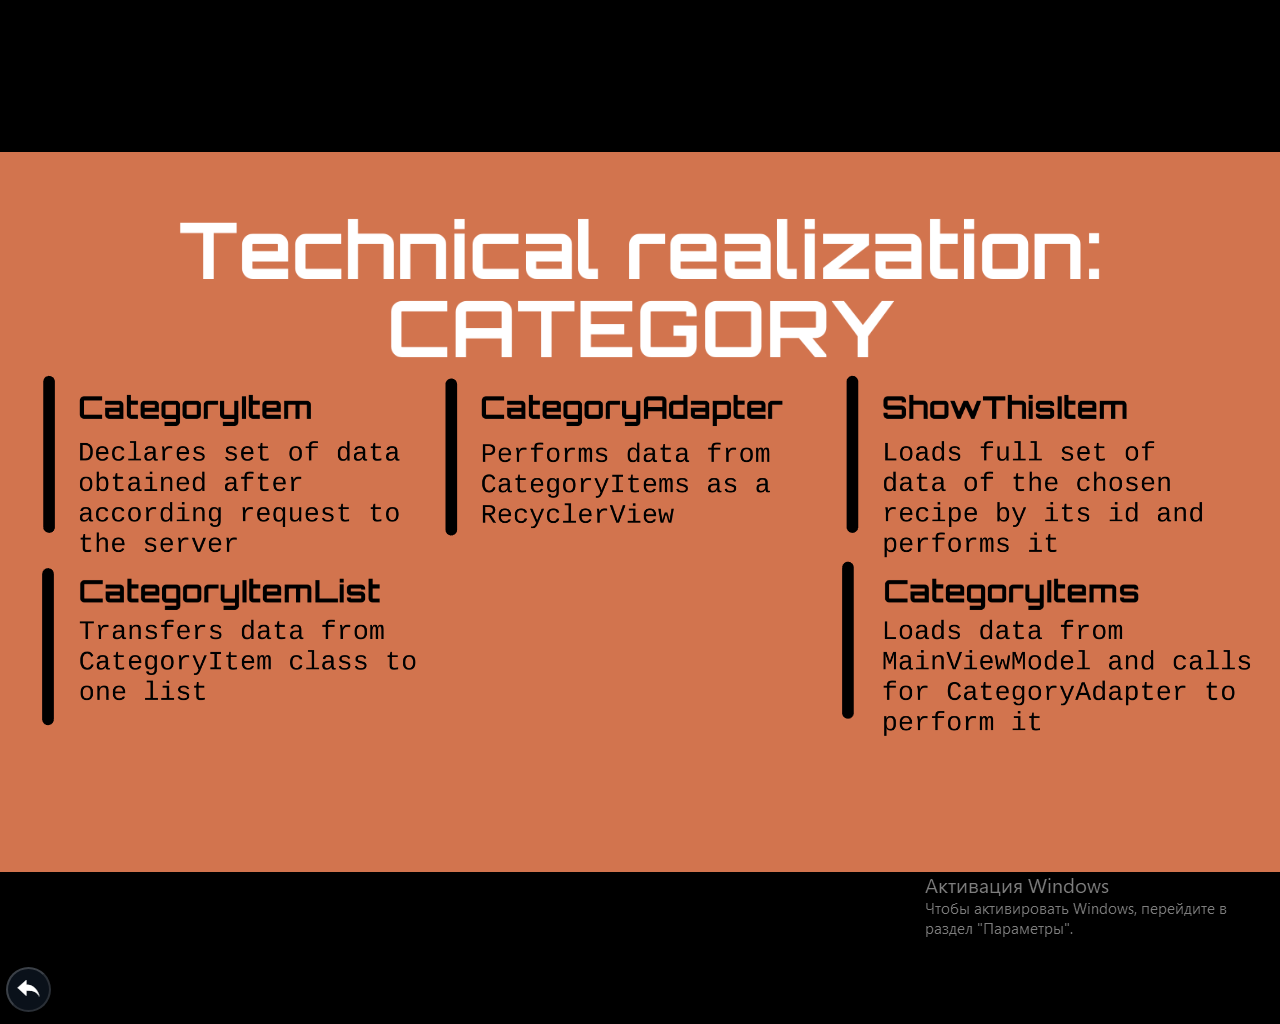 Technical realization:
CATEGORY
CategoryItem
Declares set of data
obtained after
according request to
the server
CategoryItemList
Transfers data from
CategoryItem class to
one list
CategoryAdapter
Performs data from
CategoryItems as a
RecyclerView
ShowThisItem
Loads full set of
data of the chosen
recipe by its id and
performs it
CategoryItems
Loads data from
MainViewModel and calls
for CategoryAdapter to
perform it
Активация Windows
Чтобы активировать Windows, перейдите в
раздел "Параметры".